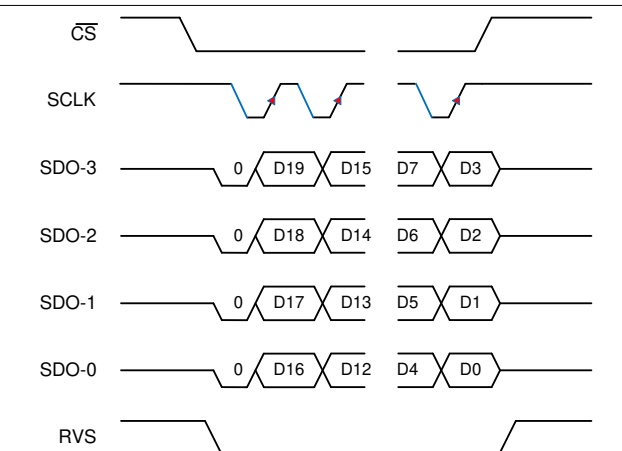 CS
SCLK
SDO-3 0 D19 D15 D7 D3
SDO-2 0 D18 D14 D6 D2
SDO-1 0 D17 D13 D5 D1
SDO-0 0 D16 D12 D4 D0
RVS